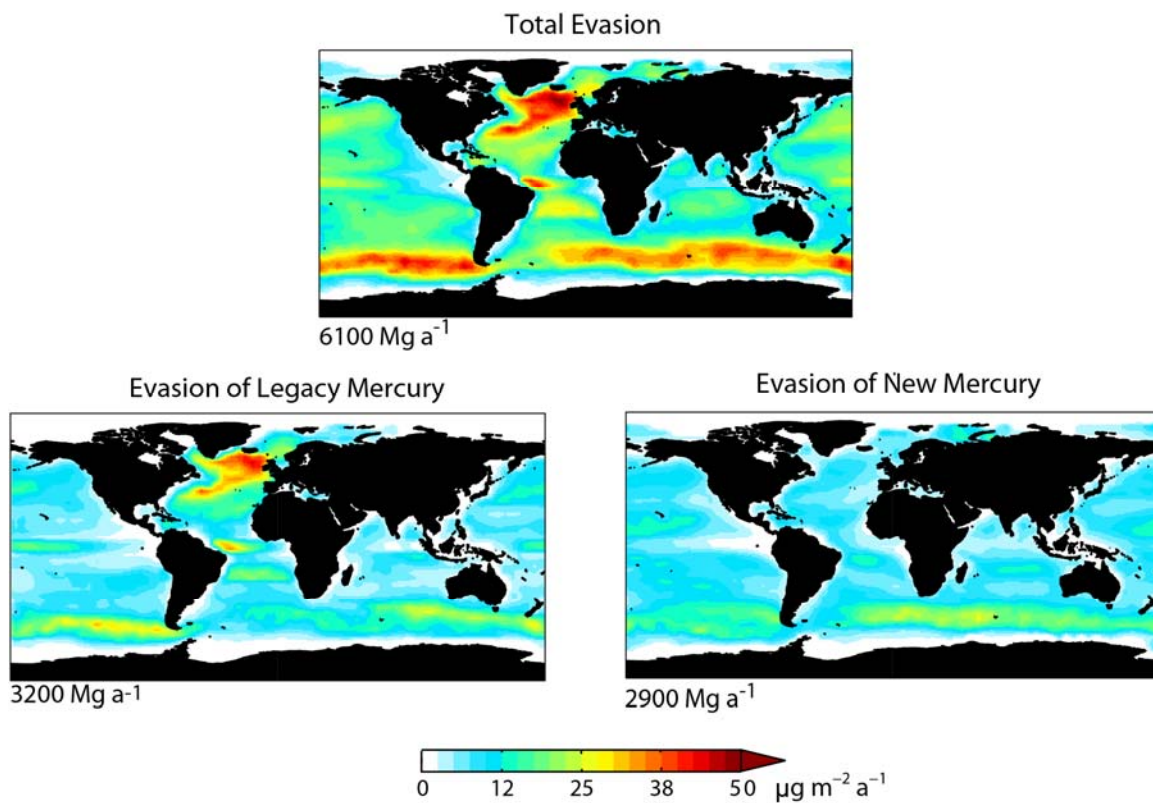 Total Evasion
6100 Mg a⁻¹
Evasion of Legacy Mercury
Evasion of New Mercury
3200 Mg a⁻¹
2900 Mg a⁻¹
0 12 25 38 50 µg m⁻² a⁻¹